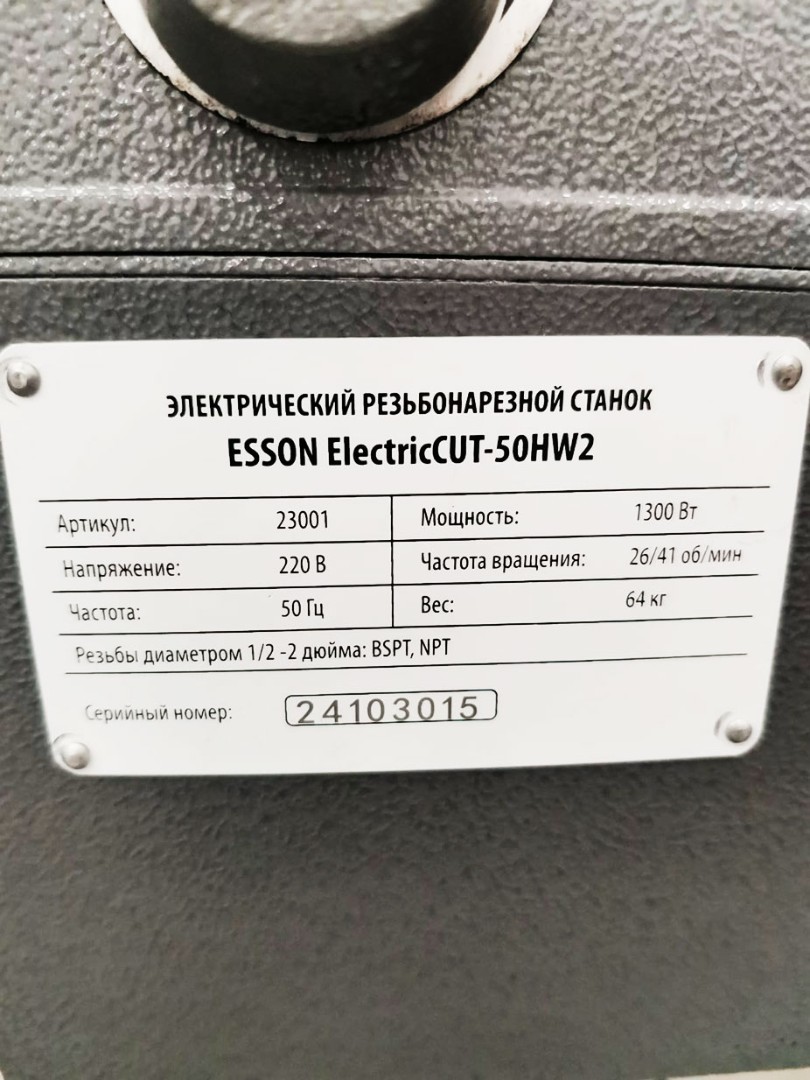 ЭЛЕКТРИЧЕСКИЙ РЕЗЬБОНАРЕЗНОЙ СТАНОК
ESSON ElectricCUT-50HW2
Артикул: 23001 Мощность: 1300 Вт
Напряжение: 220 В Частота вращения: 26/41 об/мин
Частота: 50 Гц Вес: 64 кг
Резьбы диаметром 1/2 -2 дюйма: BSPT, NPT
Серийный номер: 24103015